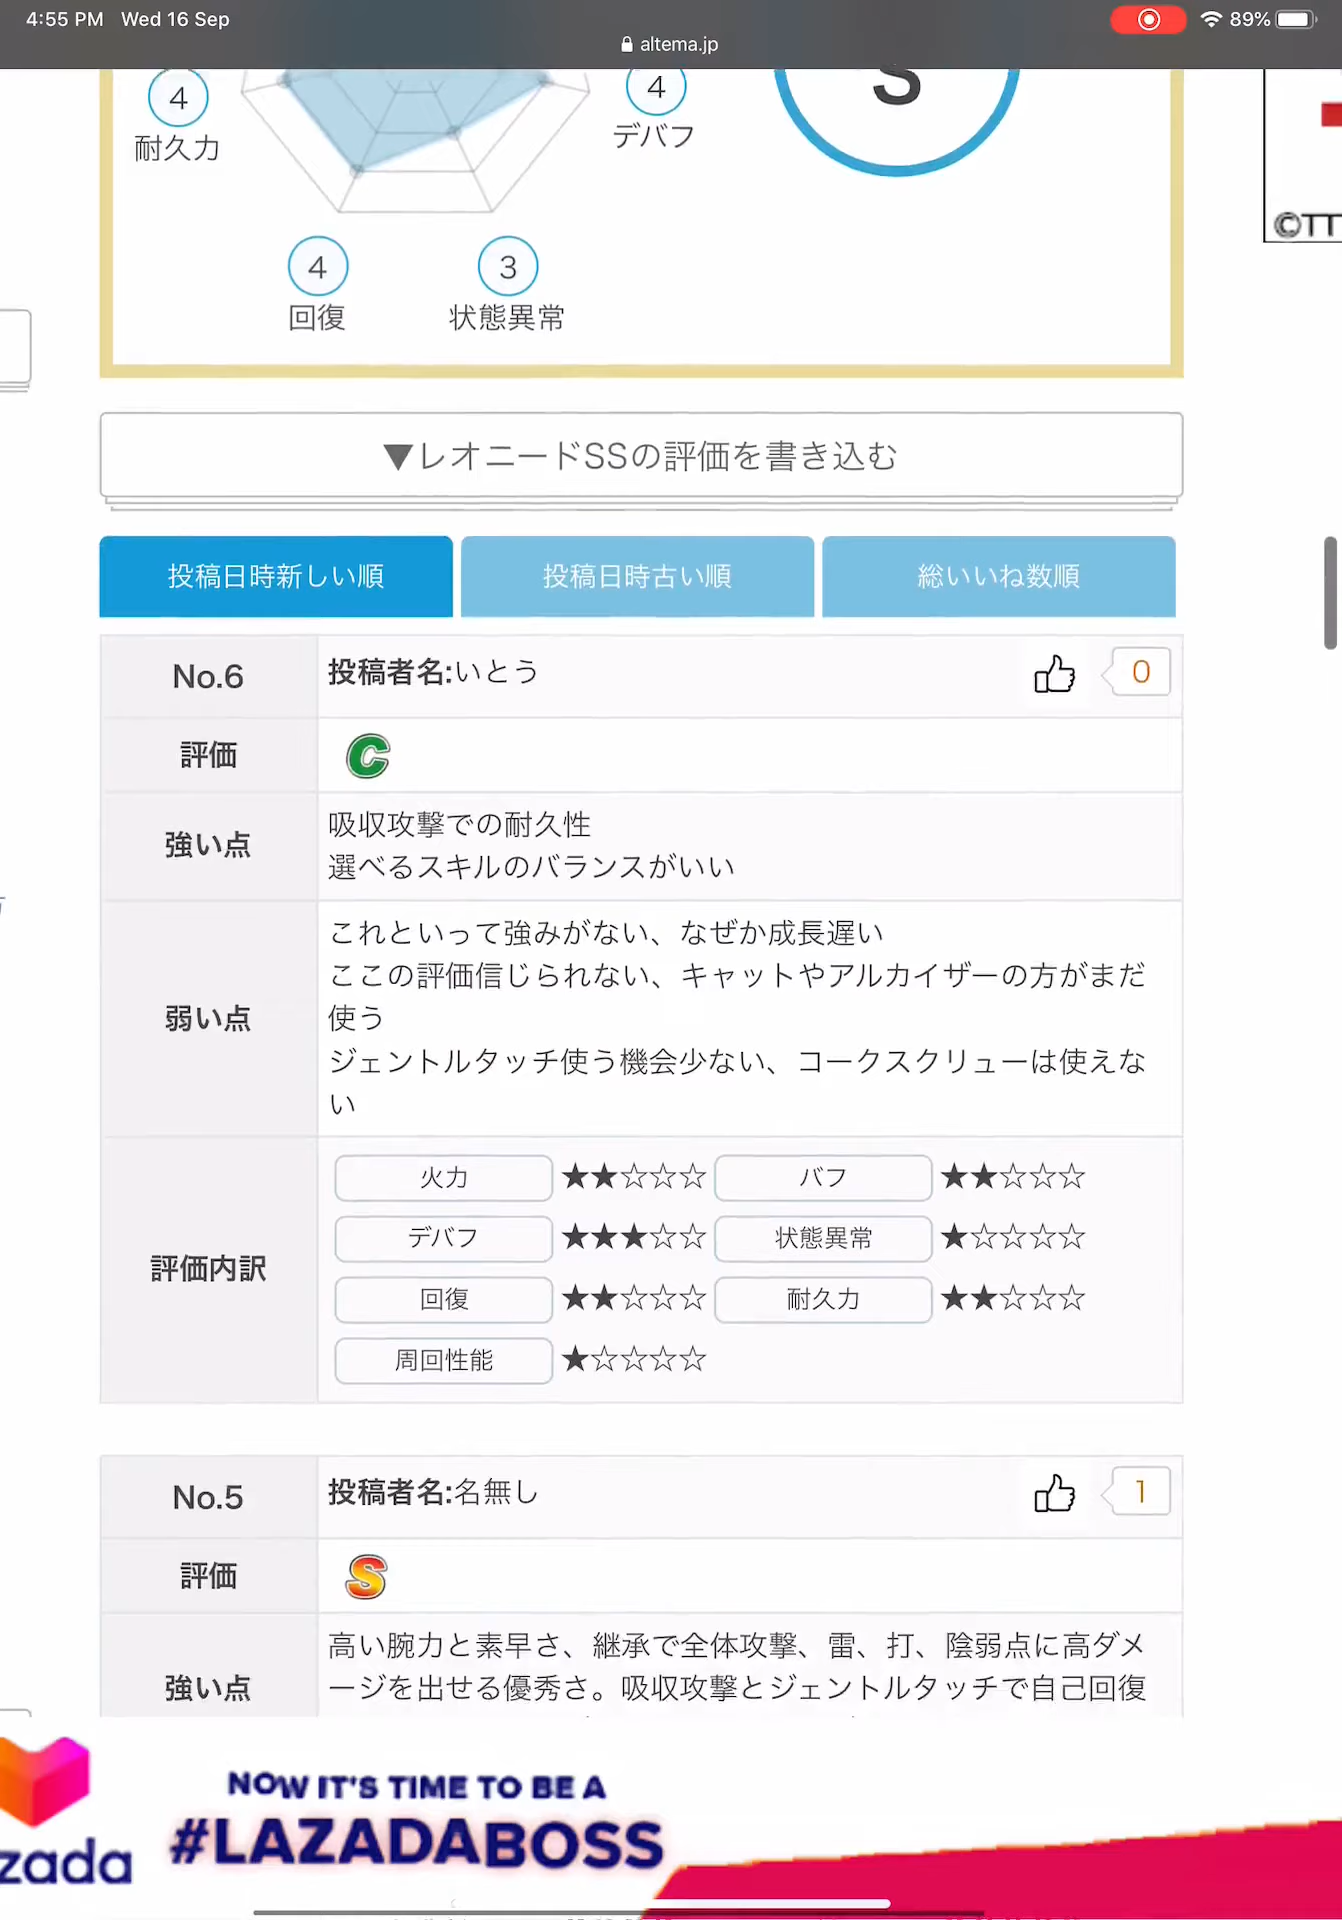 4:55 PM Wed 16 Sep
89%
altema.jp
4
耐久力
4
デバフ
S
©TT
4
回復
3
状態異常
▼レオニードSSの評価を書き込む
投稿日時新しい順
投稿日時古い順
総いいね数順
No.6
投稿者名:いとう
0
評価
C
強い点
吸収攻撃での耐久性
選べるスキルのバランスがいい
弱い点
これといって強みがない、なぜか成長遅い
ここの評価信じられない、キャットやアルカイザーの方がまだ
使う
ジェントルタッチ使う機会少ない、コークスクリューは使えな
い
評価内訳
火力 ★★☆☆☆ バフ ★★☆☆☆
デバフ ★★★☆☆ 状態異常 ★☆☆☆☆
回復 ★★☆☆☆ 耐久力 ★★☆☆☆
周回性能 ★☆☆☆☆
No.5
投稿者名:名無し
1
評価
S
強い点
高い腕力と素早さ、継承で全体攻撃、雷、打、陰弱点に高ダメ
ージを出せる優秀さ。吸収攻撃とジェントルタッチで自己回復
zada
NOW IT'S TIME TO BE A
#LAZADABOSS